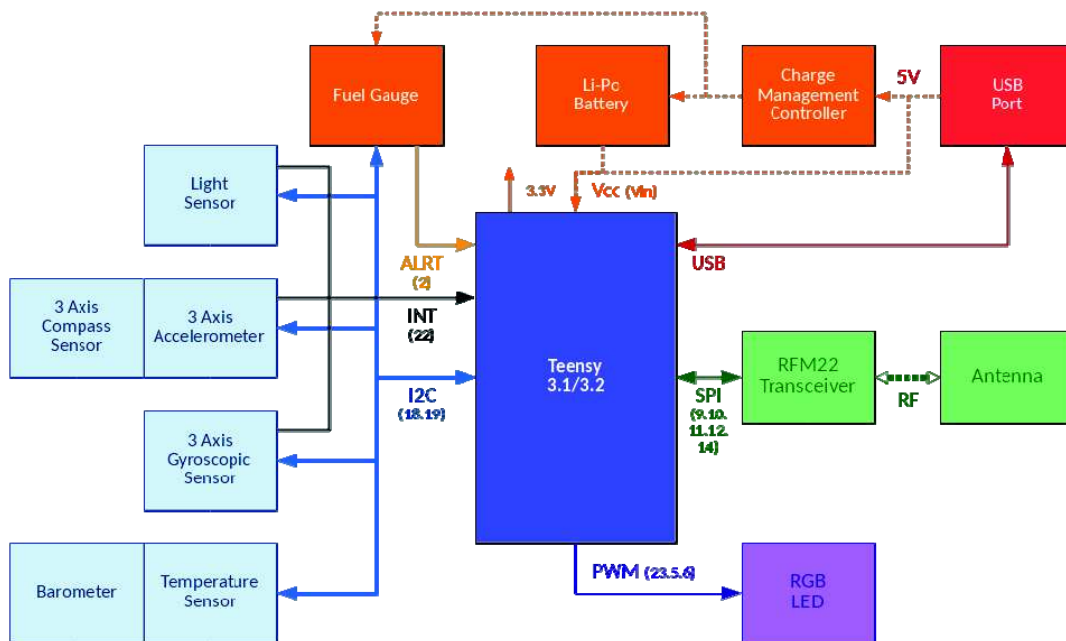 Fuel Gauge
Li-Po
Battery
Charge
Management
Controller
5V
USB
Port
Light
Sensor
3.3V
Vcc (Vin)
ALRT
(2)
USB
3 Axis
Compass
Sensor
3 Axis
Accelerometer
INT
(22)
Teensy
3.1/3.2
RFM22
Transceiver
RF
Antenna
I2C
(18.19)
SPI
(9.10.
11.12.
14)
3 Axis
Gyroscopic
Sensor
Barometer
Temperature
Sensor
PWM (23.5.6)
RGB
LED